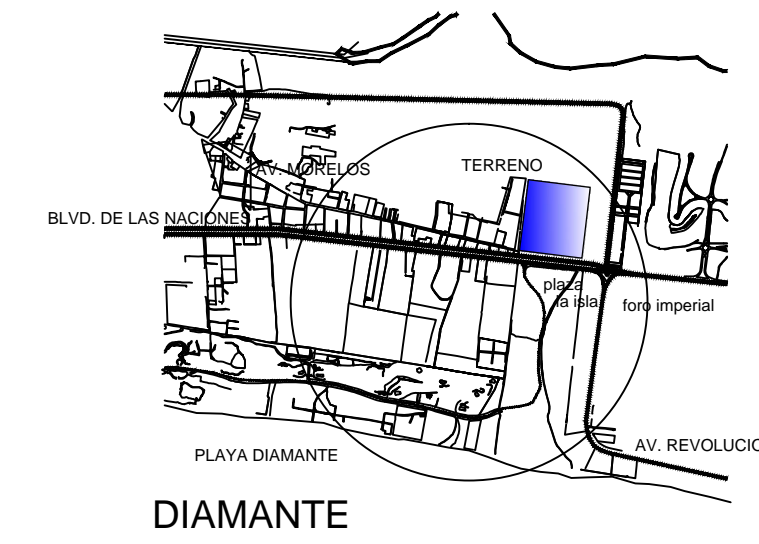 TERRENO
AV. MORELOS
BLVD. DE LAS NACIONES
plaza
la isla
foro imperial
AV. REVOLUCIO
PLAYA DIAMANTE
DIAMANTE